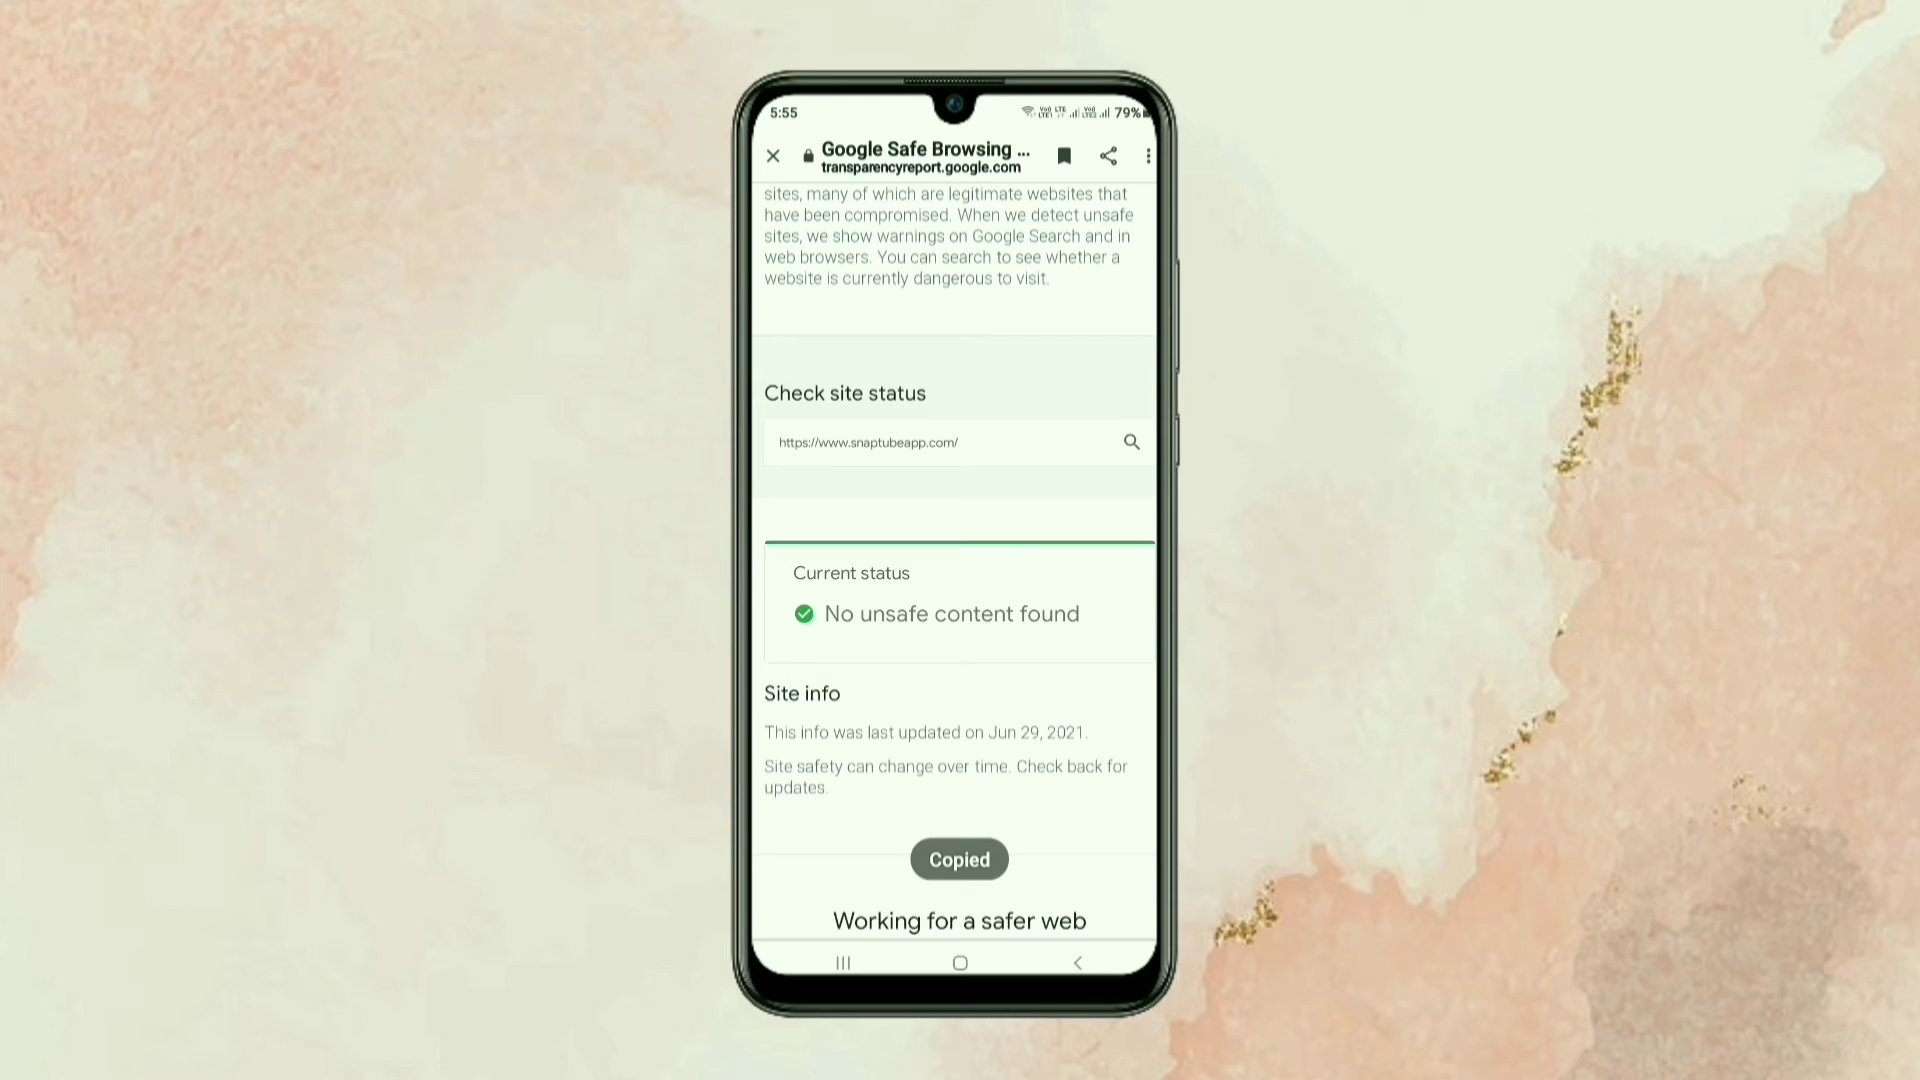 5:55
79%
Google Safe Browsing ...
transparencyreport.google.com
sites, many of which are legitimate websites that
have been compromised. When we detect unsafe
sites, we show warnings on Google Search and in
web browsers. You can search to see whether a
website is currently dangerous to visit.
Check site status
https://www.snaptubeapp.com/
Current status
No unsafe content found
Site info
This info was last updated on Jun 29, 2021.
Site safety can change over time. Check back for
updates.
Copied
Working for a safer web